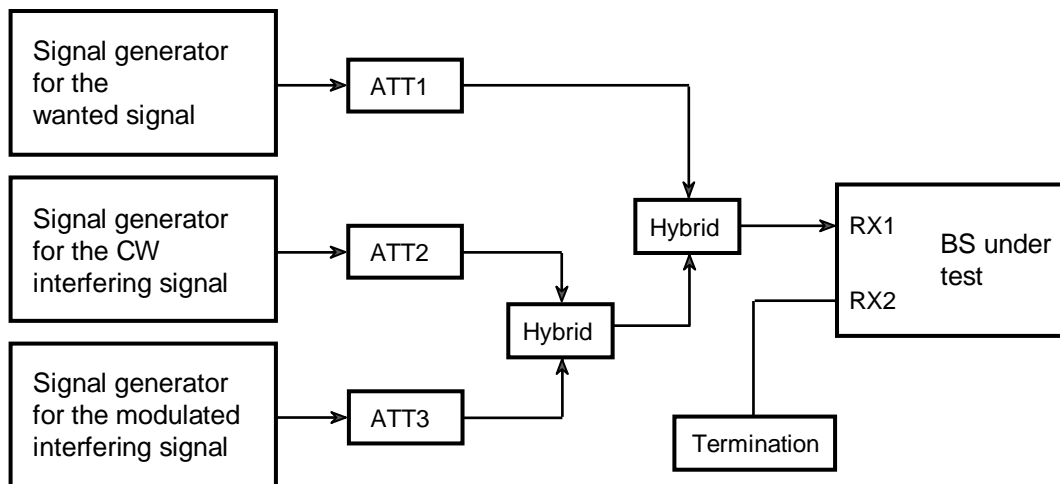 Signal generator
for the
wanted signal
ATT1
Signal generator
for the CW
interfering signal
ATT2
Hybrid
RX1
BS under
test
RX2
Hybrid
Signal generator
for the modulated
interfering signal
ATT3
Termination